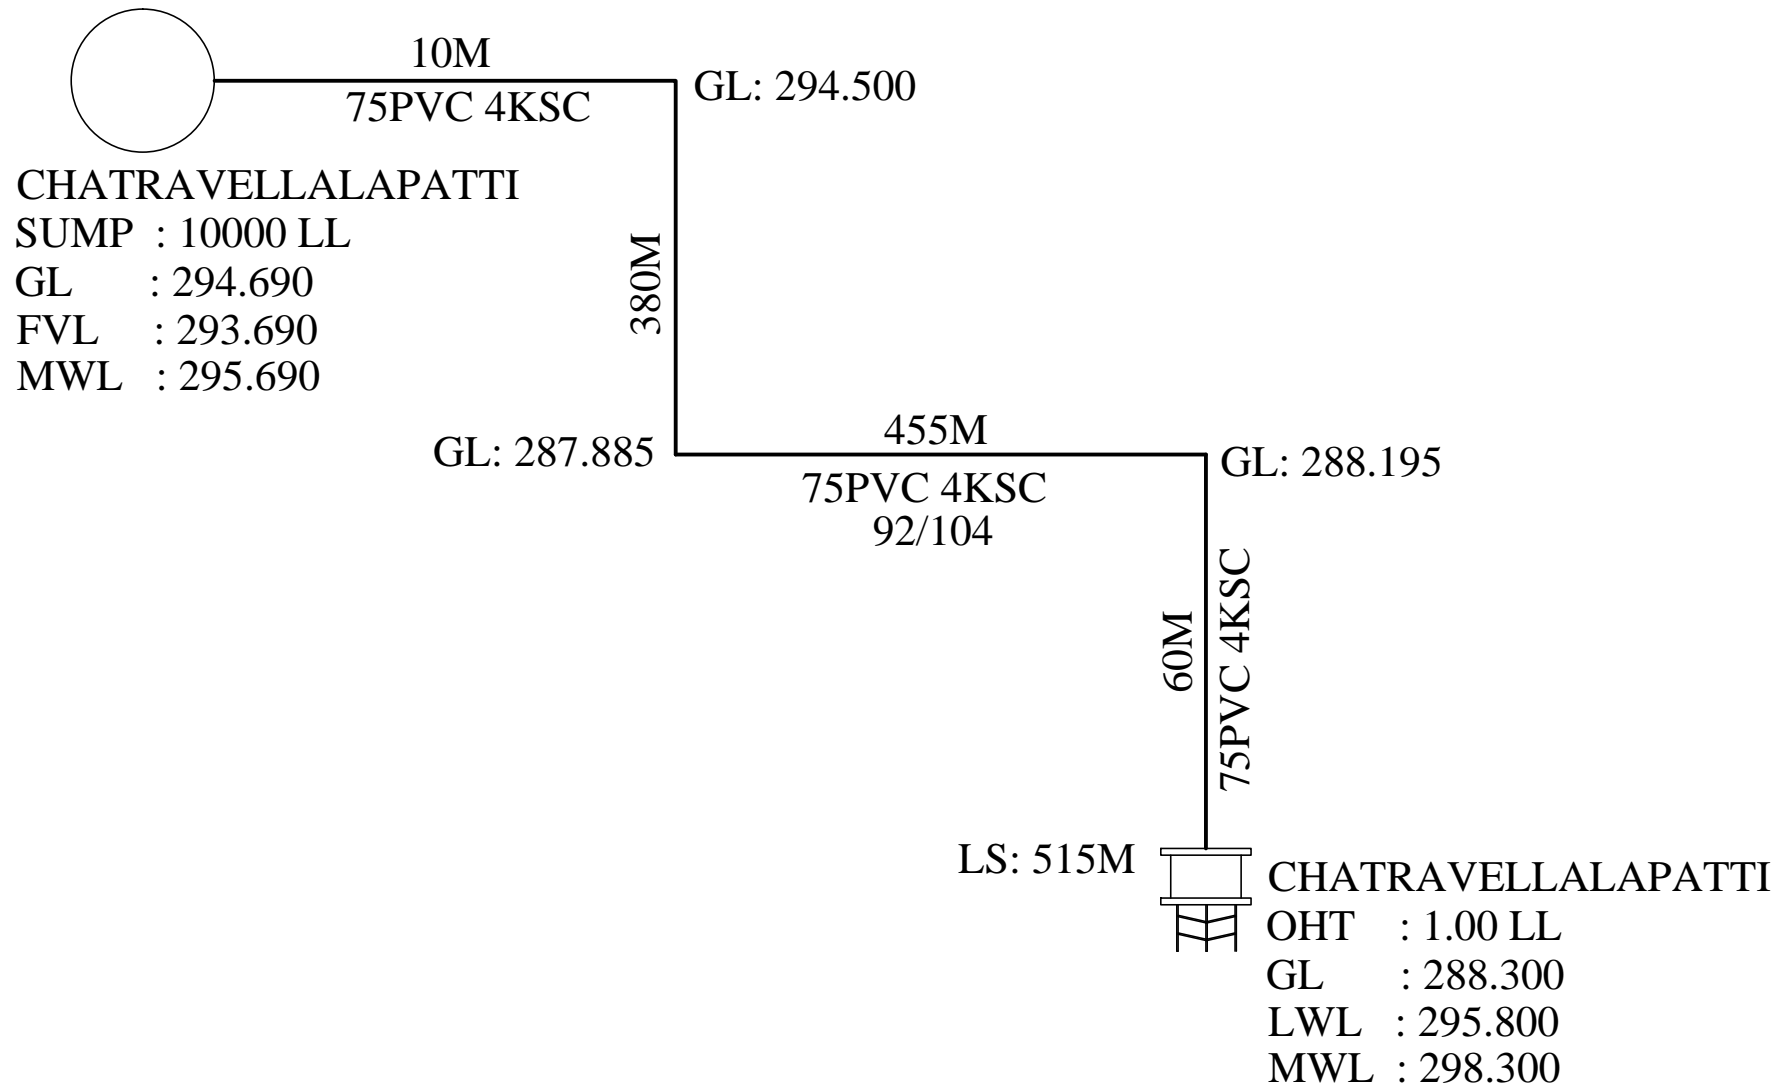 10M
75PVC 4KSC
GL: 294.500
CHATRAVELLALAPATTI
SUMP : 10000 LL
GL : 294.690
FVL : 293.690
MWL : 295.690
380M
GL: 287.885
455M
75PVC 4KSC
92/104
GL: 288.195
60M
75PVC 4KSC
LS: 515M
CHATRAVELLALAPATTI
OHT : 1.00 LL
GL : 288.300
LWL : 295.800
MWL : 298.300